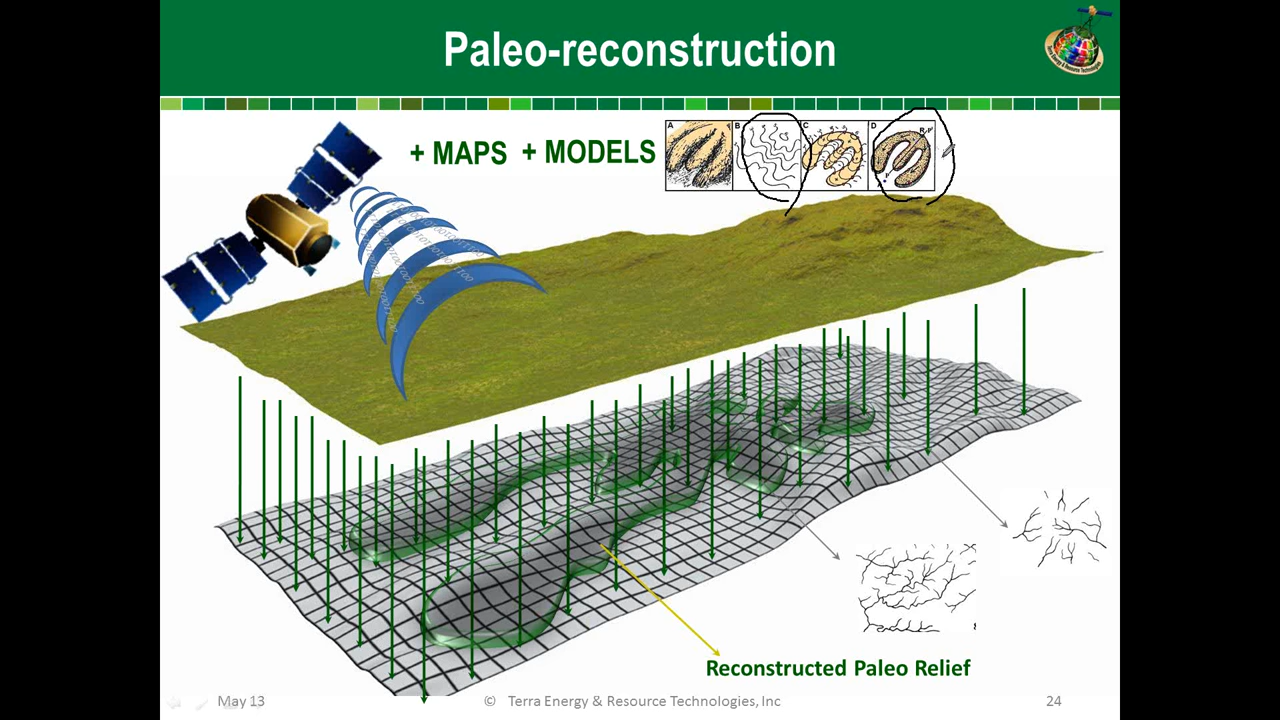 Paleo-reconstruction
+ MAPS + MODELS
A B C D
Reconstructed Paleo Relief
May 13 © Terra Energy & Resource Technologies, Inc 24